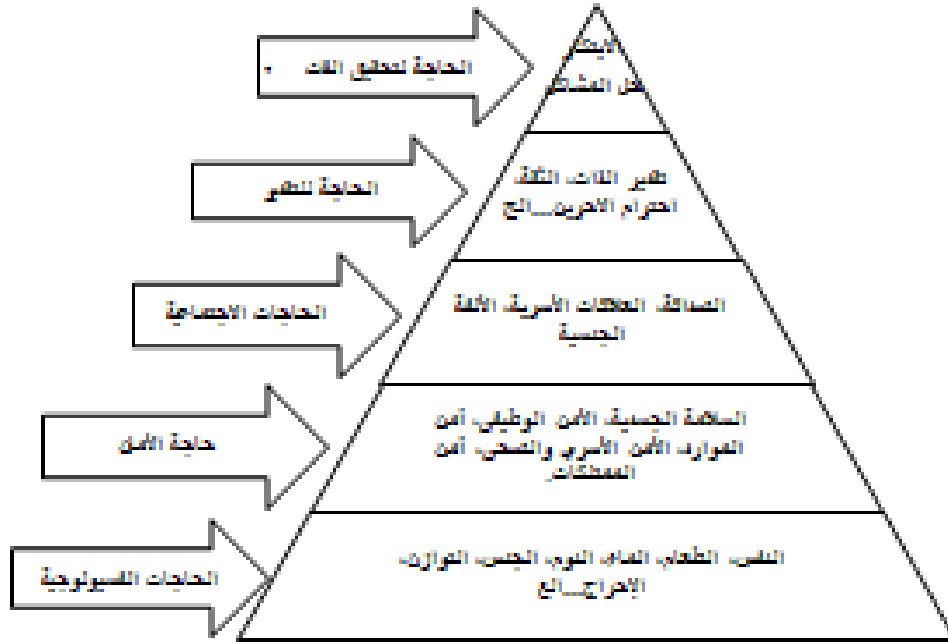 الحاجة لتحقيق الذات
الابتكار
حل المشاكل
الحاجة للتقدير
تقدير الذات، الثقة،
احترام الآخرين...الخ
الحاجات الاجتماعية
الصداقة، العلاقات الأسرية، الألفة
الجنسية
حاجة الأمان
السلامة الجسدية، الأمن الوظيفي، أمن
الموارد، الأمن الأسري والصحي، أمن
الممتلكات.
الحاجات الفسيولوجية
الطعام، الماء، النوم، الجنس، التوازن،
الإخراج...الخ